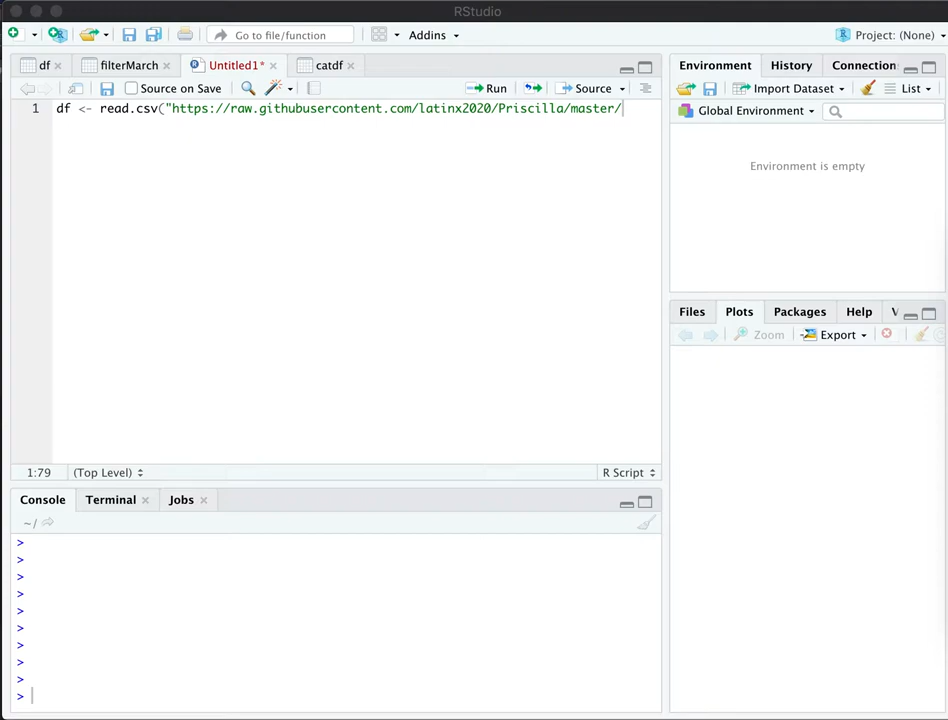 RStudio
Go to file/function
Addins
Project: (None)
df
filterMarch
Untitled1*
catdf
Source on Save
Run
Source
1 df <- read.csv("https://raw.githubusercontent.com/latinx2020/Priscilla/master/
1:79
(Top Level)
R Script
Console
Terminal
Jobs
~/
>
>
>
>
>
>
>
>
>
>
Environment
History
Connection
Import Dataset
List
Global Environment
Environment is empty
Files
Plots
Packages
Help
V
Zoom
Export